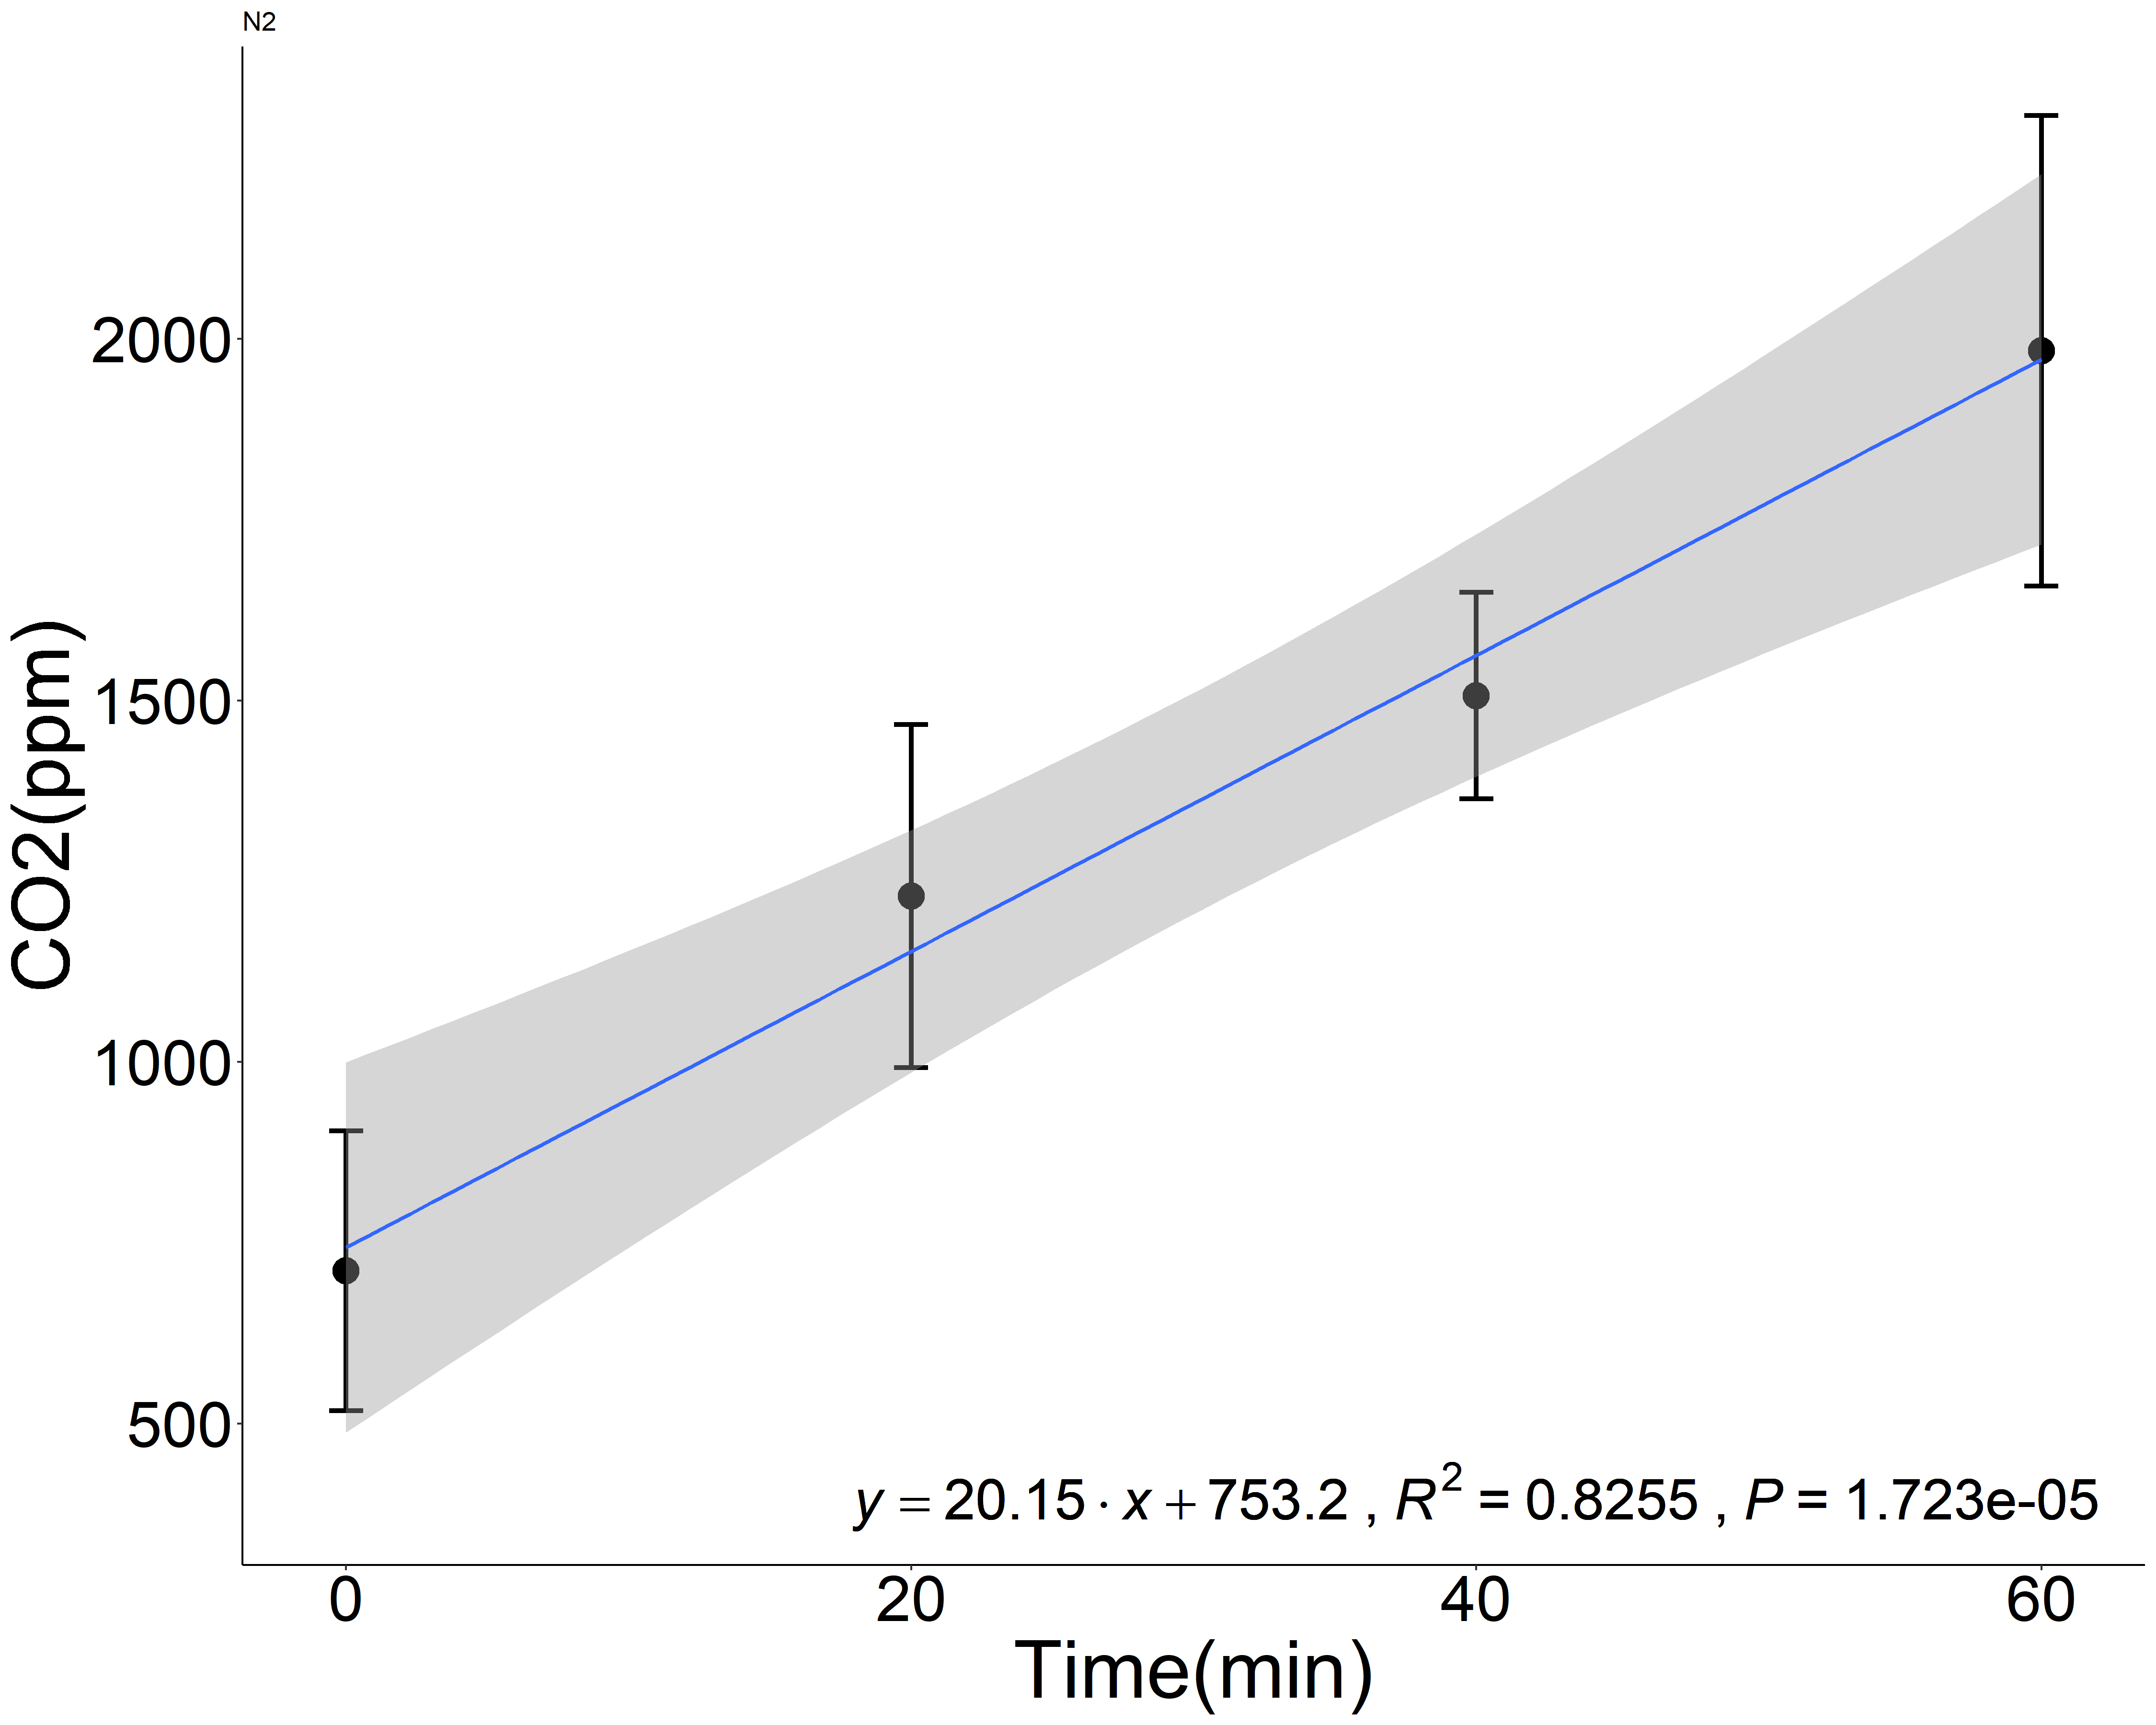 N2
2000
1500
1000
500
CO2(ppm)
y = 20.15 · x + 753.2 , R² = 0.8255 , P = 1.723e-05
0 20 40 60
Time(min)